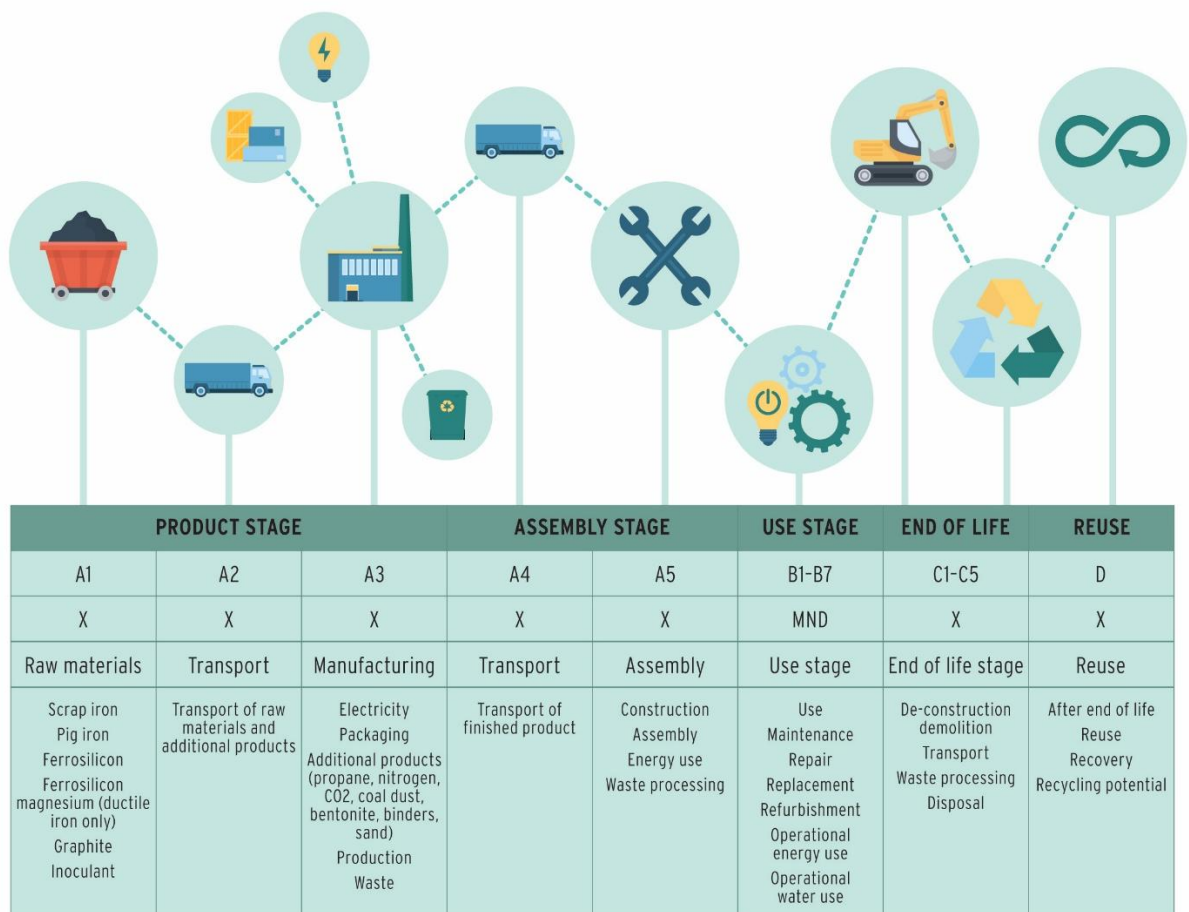 PRODUCT STAGE
ASSEMBLY STAGE
USE STAGE
END OF LIFE
REUSE
A1
A2
A3
A4
A5
B1-B7
C1-C5
D
X
X
X
X
X
MND
X
X
Raw materials
Transport
Manufacturing
Transport
Assembly
Use stage
End of life stage
Reuse
Scrap iron
Pig iron
Ferrosilicon
Ferrosilicon
magnesium (ductile
iron only)
Graphite
Inoculant
Transport of raw
materials and
additional products
Electricity
Packaging
Additional products
(propane, nitrogen,
CO2, coal dust,
bentonite, binders,
sand)
Production
Waste
Transport of
finished product
Construction
Assembly
Energy use
Waste processing
Use
Maintenance
Repair
Replacement
Refurbishment
Operational
energy use
Operational
water use
De-construction
demolition
Transport
Waste processing
Disposal
After end of life
Reuse
Recovery
Recycling potential